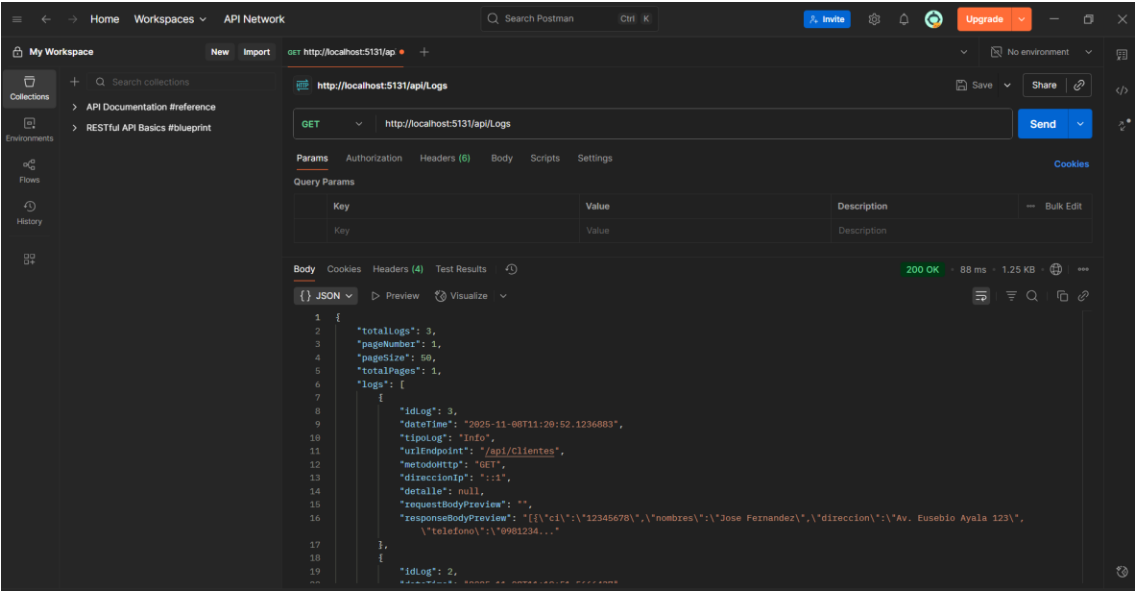 Home Workspaces API Network Search Postman Ctrl K Invite Upgrade
My Workspace New Import GET http://localhost:5131/ap No environment
Collections
Environments
Flows
History
Search collections
API Documentation #reference
RESTful API Basics #blueprint
HTTP http://localhost:5131/api/Logs Save Share
GET http://localhost:5131/api/Logs Send
Params Authorization Headers (6) Body Scripts Settings Cookies
Query Params
Key Value Description Bulk Edit
Key Value Description
Body Cookies Headers (4) Test Results 200 OK 88 ms 1.25 KB
{} JSON Preview Visualize
1 {
2 "totalLogs": 3,
3 "pageNumber": 1,
4 "pageSize": 50,
5 "totalPages": 1,
6 "logs": [
7 {
8 "idLog": 3,
9 "dateTime": "2025-11-08T11:20:52.1236883",
10 "tipoLog": "Info",
11 "urlEndpoint": "/api/Clientes",
12 "metodoHttp": "GET",
13 "direccionIp": "::1",
14 "detalle": null,
15 "requestBodyPreview": "",
16 "responseBodyPreview": "[{\"ci\":\"12345678\",\"nombres\":\"Jose Fernandez\",\"direccion\":\"Av. Eusebio Ayala 123\",
\"telefono\":\"0981234..."
17 },
18 {
19 "idLog": 2,